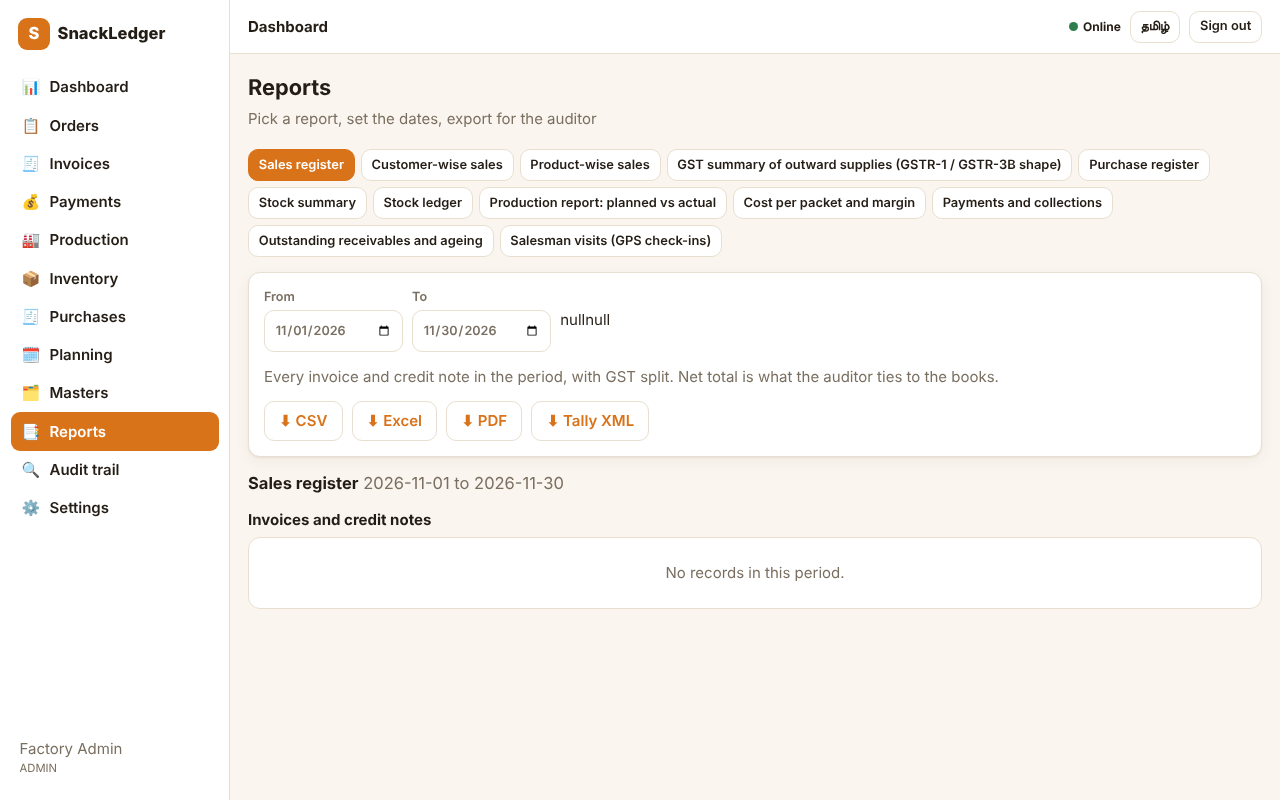 S SnackLedger
Dashboard
Orders
Invoices
Payments
Production
Inventory
Purchases
Planning
Masters
Reports
Audit trail
Settings
Factory Admin
ADMIN
Dashboard
Online
தமிழ்
Sign out
Reports
Pick a report, set the dates, export for the auditor
Sales register Customer-wise sales Product-wise sales GST summary of outward supplies (GSTR-1 / GSTR-3B shape) Purchase register
Stock summary Stock ledger Production report: planned vs actual Cost per packet and margin Payments and collections
Outstanding receivables and ageing Salesman visits (GPS check-ins)
From To
11/01/2026 11/30/2026 nullnull
Every invoice and credit note in the period, with GST split. Net total is what the auditor ties to the books.
⬇ CSV ⬇ Excel ⬇ PDF ⬇ Tally XML
Sales register 2026-11-01 to 2026-11-30
Invoices and credit notes
No records in this period.